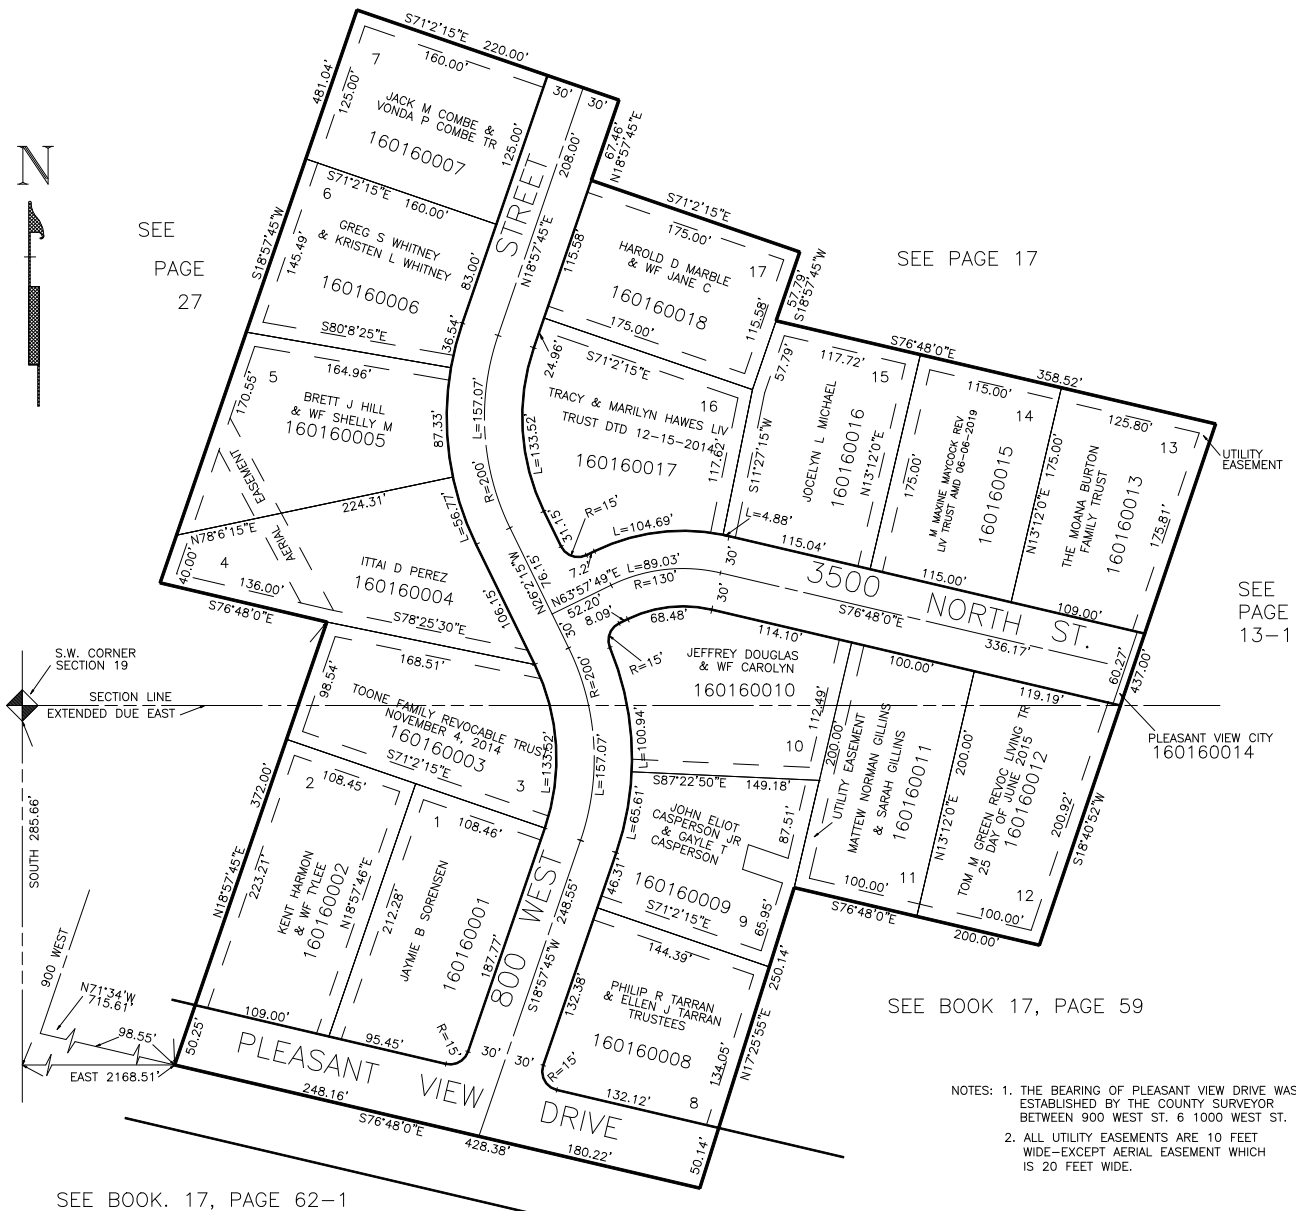 S71°2'15"E
220.00'
7
160.00'
481.04'
125.00'
JACK M COMBE &
VONDA P COMBE TR
160160007
125.00'
30'
30'
67.46'
N18°57'45"E
208.00'
STREET
N18°57'45"E
N
SEE
PAGE
27
S71°2'15"E
160.00'
6
GREG S WHITNEY
& KRISTEN L WHITNEY
160160006
S18°57'45"W
145.49'
83.00'
S80°8'25"E
36.54'
S71°2'15"E
175.00'
HAROLD D MARBLE
& WF JANE C
17
160160018
115.58'
115.58'
175.00'
57.79'
S18°57'45"W
SEE PAGE 17
5
164.96'
BRETT J HILL
& WF SHELLY M
160160005
170.55'
87.33'
L=157.07'
R=200'
24.96'
S71°2'15"E
16
TRACY & MARILYN HAWES LIV
TRUST DTD 12-15-2014
160160017
L=133.52'
117.62'
31.15'
R=15'
L=104.69'
L=4.88'
S76°48'0"E
358.52'
57.79'
117.72'
15
JOCELYN L MICHAEL
160160016
S11°27'15"W
N13°12'0"E
115.04'
115.00'
14
M MAXINE MAYCOCK REV
LIV TRUST AMD 06-06-2019
160160015
175.00'
175.00'
N13°12'0"E
115.00'
125.80'
13
THE MOANA BURTON
FAMILY TRUST
160160013
175.81'
109.00'
UTILITY
EASEMENT
AERIAL
EASEMENT
224.31'
N78°6'15"E
L=56.77'
40.00'
4
136.00'
ITTAI D PEREZ
160160004
S78°25'30"E
S76°48'0"E
106.15'
N26°2'15"W
76.15'
7.2'
N63°57'49"E
52.20'
L=89.03'
R=130'
30'
30'
30'
8.09'
R=15'
68.48'
3500 NORTH ST.
S76°48'0"E
336.17'
60.27'
437.00'
SEE
PAGE
13-1
S.W. CORNER
SECTION 19
SECTION LINE
EXTENDED DUE EAST
168.51'
98.54'
TOONE FAMILY REVOCABLE TRUST
NOVEMBER 4, 2014
160160003
S71°2'15"E
3
L=133.52'
R=200'
L=157.07'
114.10'
JEFFREY DOUGLAS
& WF CAROLYN
160160010
112.49'
10
L=100.94'
S87°22'50"E
149.18'
100.00'
200.00'
UTILITY EASEMENT
MATTEW NORMAN GILLINS
& SARAH GILLINS
160160011
200.00'
N13°12'0"E
100.00'
11
119.19'
TOM M GREEN REVOC LIVING TR
25 DAY OF JUNE 2015
160160012
200.92'
S18°40'52"W
100.00'
12
S76°48'0"E
200.00'
PLEASANT VIEW CITY
160160014
SOUTH 285.66'
372.00'
N18°57'45"E
2
108.45'
KENT HARMON
& WF TYLEE
160160002
223.21'
N18°57'46"E
109.00'
1
108.46'
JAYMIE B SORENSEN
160160001
212.28'
187.77'
95.45'
R=15'
800 WEST
248.55'
S18°57'45"W
L=65.61'
46.31'
JOHN ELIOT
CASPERSON JR
& GAYLE T
CASPERSON
160160009
87.51'
S71°2'15"E
9
65.95'
144.39'
PHILIP R TARRAN
& ELLEN J TARRAN
TRUSTEES
160160008
132.38'
250.14'
134.05'
N17°25'55"E
R=15'
132.12'
8
30'
30'
SEE BOOK 17, PAGE 59
900 WEST
N71°34'W
715.61'
98.55'
EAST 2168.51'
50.25'
PLEASANT VIEW DRIVE
248.16'
S76°48'0"E
428.38'
180.22'
50.14'
NOTES: 1. THE BEARING OF PLEASANT VIEW DRIVE WAS
ESTABLISHED BY THE COUNTY SURVEYOR
BETWEEN 900 WEST ST. 6 1000 WEST ST.
2. ALL UTILITY EASEMENTS ARE 10 FEET
WIDE-EXCEPT AERIAL EASEMENT WHICH
IS 20 FEET WIDE.
SEE BOOK. 17, PAGE 62-1